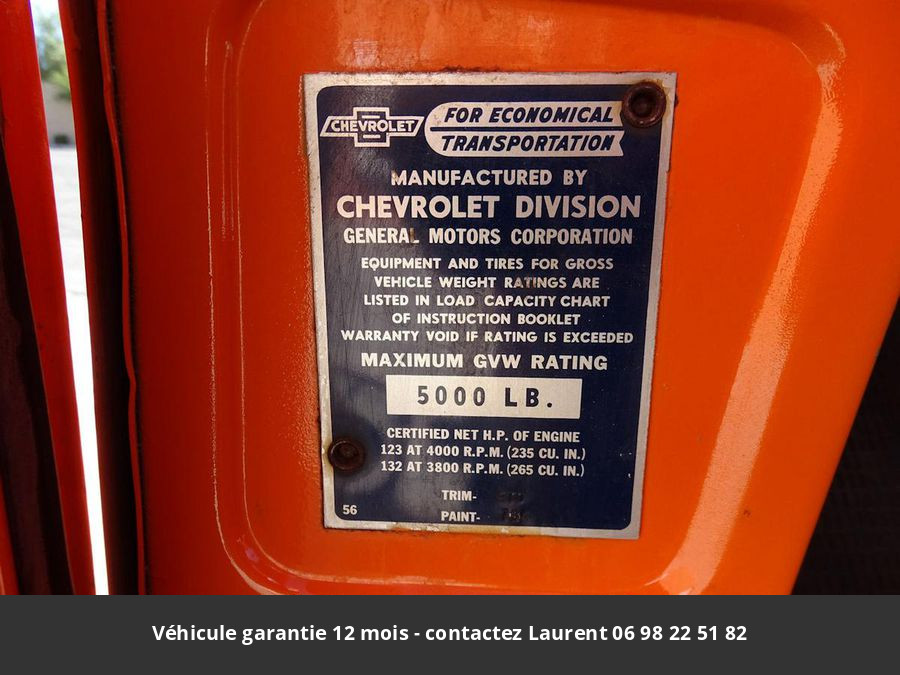 CHEVROLET
FOR ECONOMICAL
TRANSPORTATION
MANUFACTURED BY
CHEVROLET DIVISION
GENERAL MOTORS CORPORATION
EQUIPMENT AND TIRES FOR GROSS
VEHICLE WEIGHT RATINGS ARE
LISTED IN LOAD CAPACITY CHART
OF INSTRUCTION BOOKLET
WARRANTY VOID IF RATING IS EXCEEDED
MAXIMUM GVW RATING
5000 LB.
CERTIFIED NET H.P. OF ENGINE
123 AT 4000 R.P.M. (235 CU. IN.)
132 AT 3800 R.P.M. (265 CU. IN.)
TRIM-
56
PAINT-
Véhicule garantie 12 mois - contactez Laurent 06 98 22 51 82